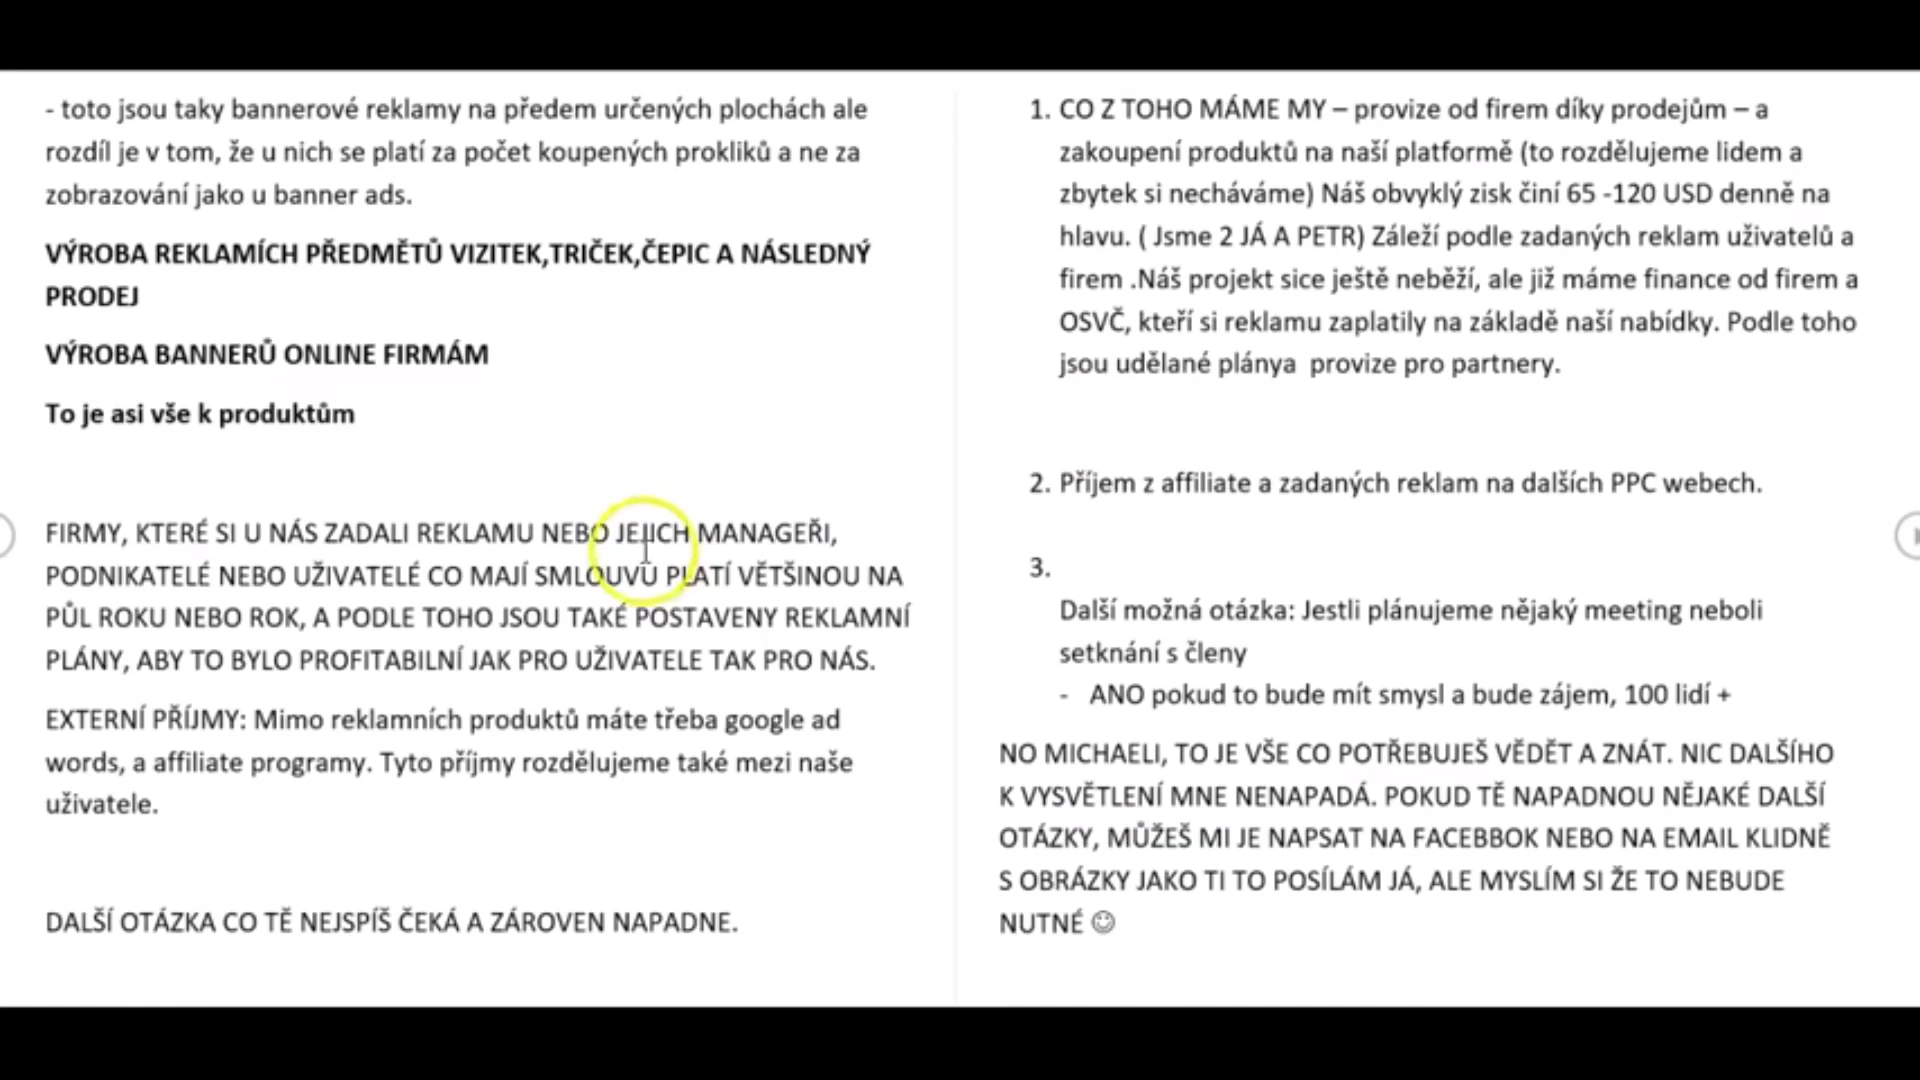 - toto jsou taky bannerové reklamy na předem určených plochách ale
rozdíl je v tom, že u nich se platí za počet koupených prokliků a ne za
zobrazování jako u banner ads.
VÝROBA REKLAMÍCH PŘEDMĚTŮ VIZITEK,TRIČEK,ČEPIC A NÁSLEDNÝ
PRODEJ
VÝROBA BANNERŮ ONLINE FIRMÁM
To je asi vše k produktům
FIRMY, KTERÉ SI U NÁS ZADALI REKLAMU NEBO JEJICH MANAGEŘI,
PODNIKATELÉ NEBO UŽIVATELÉ CO MAJÍ SMLOUVU PLATÍ VĚTŠINOU NA
PŮL ROKU NEBO ROK, A PODLE TOHO JSOU TAKÉ POSTAVENY REKLAMNÍ
PLÁNY, ABY TO BYLO PROFITABILNÍ JAK PRO UŽIVATELE TAK PRO NÁS.
EXTERNÍ PŘÍJMY: Mimo reklamních produktů máte třeba google ad
words, a affiliate programy. Tyto příjmy rozdělujeme také mezi naše
uživatele.
DALŠÍ OTÁZKA CO TĚ NEJSPÍŠ ČEKÁ A ZÁROVEN NAPADNE.
1. CO Z TOHO MÁME MY – provize od firem díky prodejům – a
zakoupení produktů na naší platformě (to rozdělujeme lidem a
zbytek si necháváme) Náš obvyklý zisk činí 65 -120 USD denně na
hlavu. ( Jsme 2 JÁ A PETR) Záleží podle zadaných reklam uživatelů a
firem .Náš projekt sice ještě neběží, ale již máme finance od firem a
OSVČ, kteří si reklamu zaplatily na základě naší nabídky. Podle toho
jsou udělané plánya  provize pro partnery.
2. Příjem z affiliate a zadaných reklam na dalších PPC webech.
3.
Další možná otázka: Jestli plánujeme nějaký meeting neboli
setknání s členy
- ANO pokud to bude mít smysl a bude zájem, 100 lidí +
NO MICHAELI, TO JE VŠE CO POTŘEBUJEŠ VĚDĚT A ZNÁT. NIC DALŠÍHO
K VYSVĚTLENÍ MNE NENAPADÁ. POKUD TĚ NAPADNOU NĚJAKÉ DALŠÍ
OTÁZKY, MŮŽEŠ MI JE NAPSAT NA FACEBBOK NEBO NA EMAIL KLIDNĚ
S OBRÁZKY JAKO TI TO POSÍLÁM JÁ, ALE MYSLÍM SI ŽE TO NEBUDE
NUTNÉ ☺